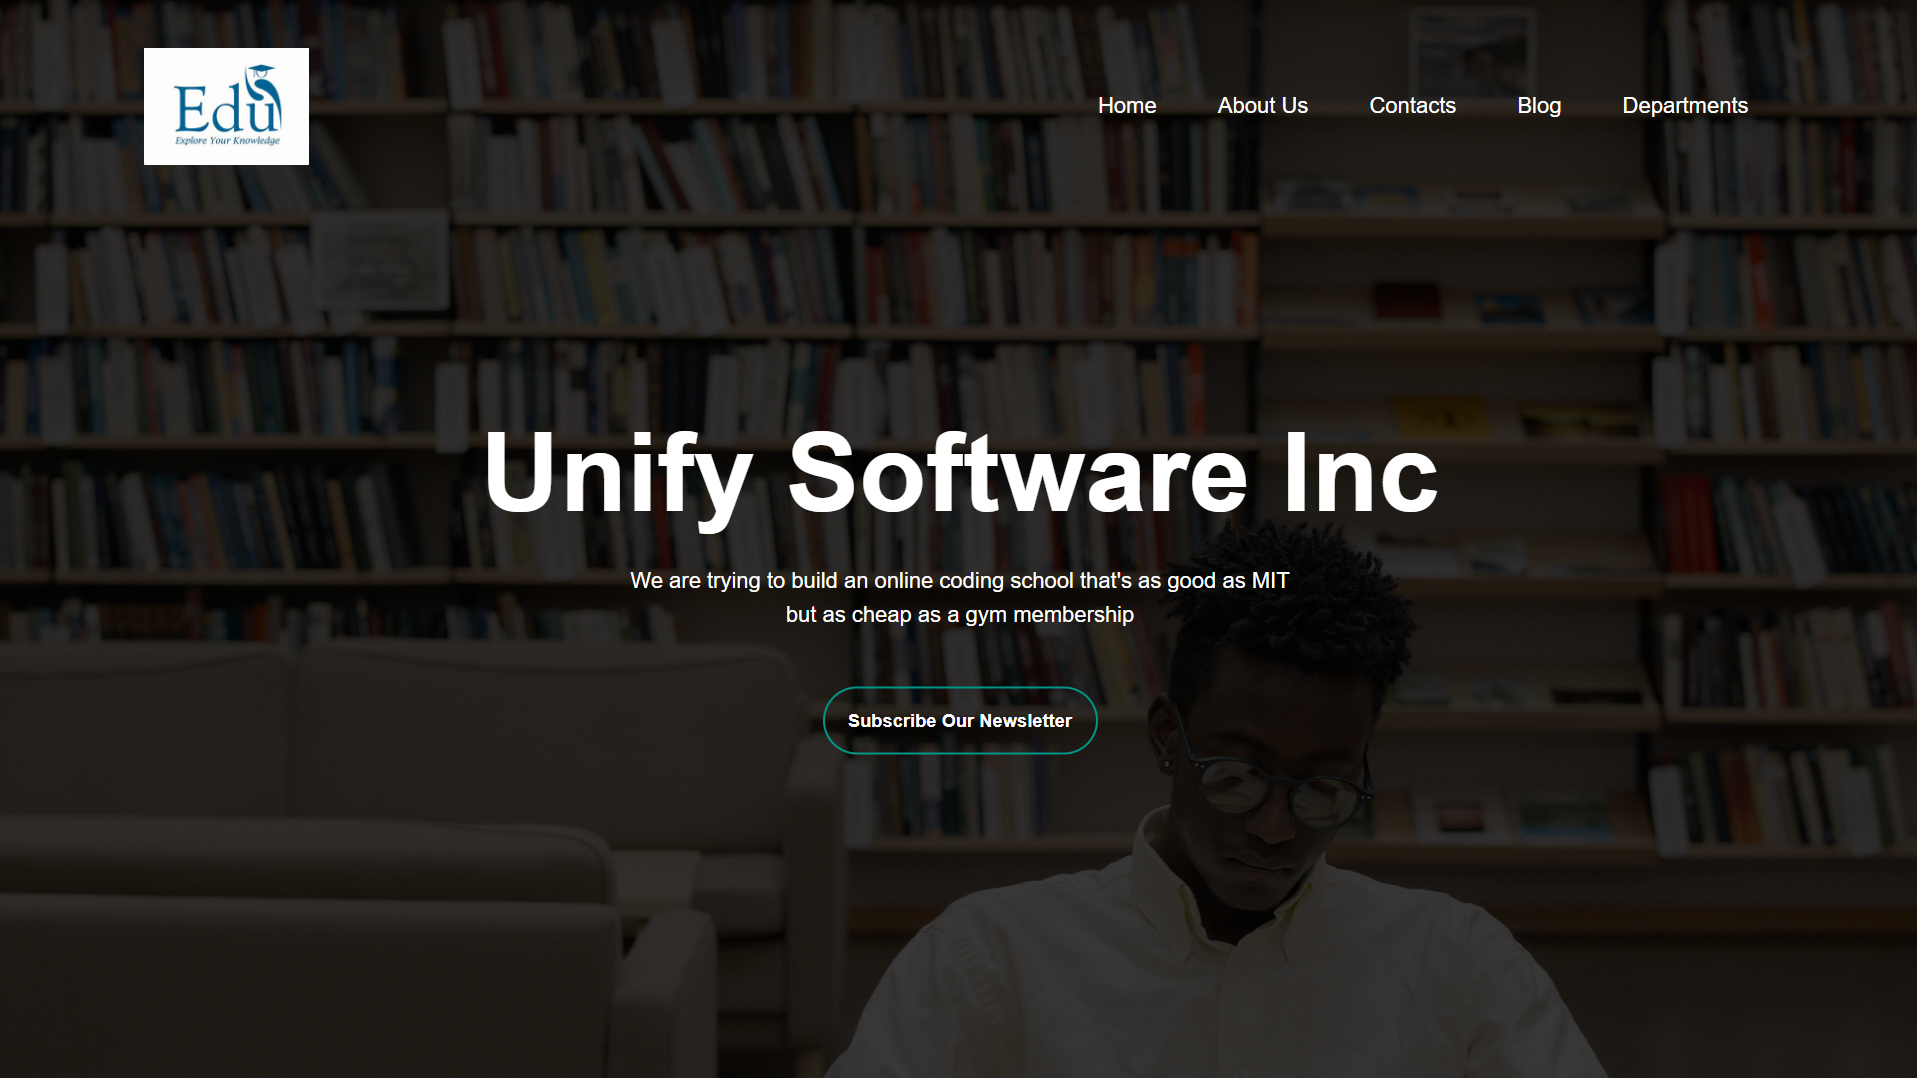 Edu
Explore Your Knowledge
Home
About Us
Contacts
Blog
Departments
Unify Software Inc
We are trying to build an online coding school that's as good as MIT
but as cheap as a gym membership
Subscribe Our Newsletter